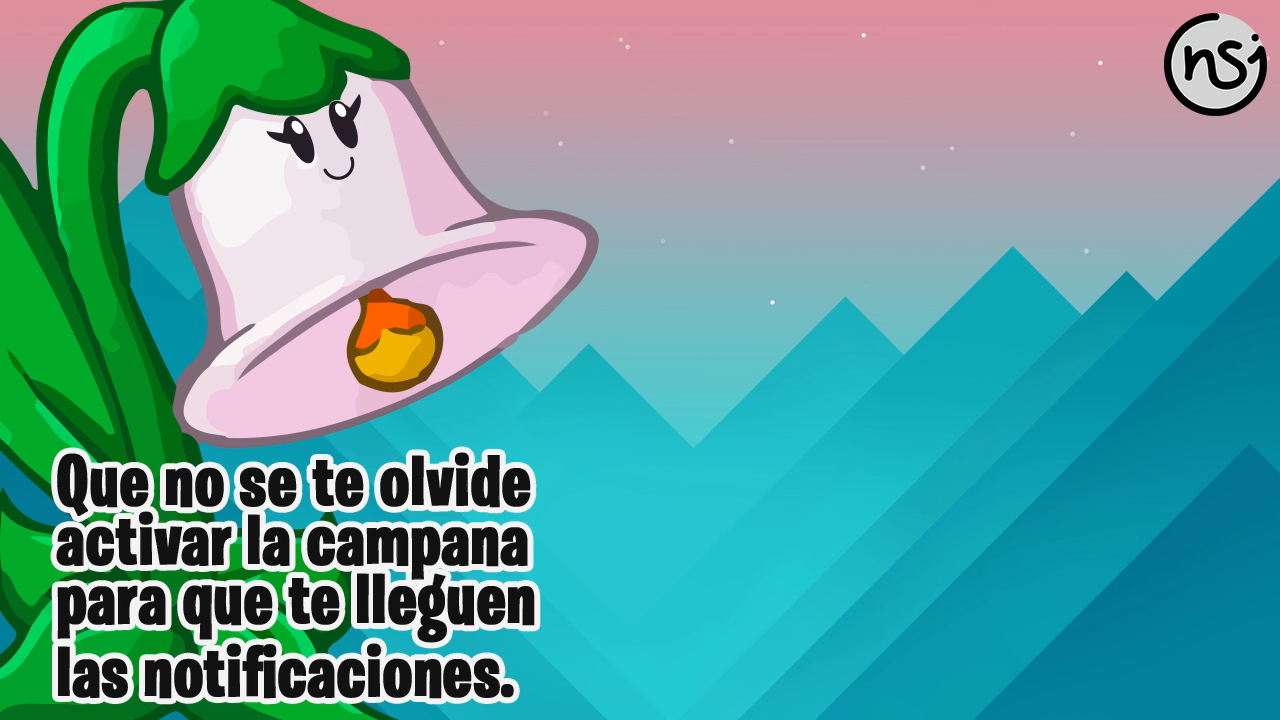 nsi
Que no se te olvide
activar la campana
para que te lleguen
las notificaciones.